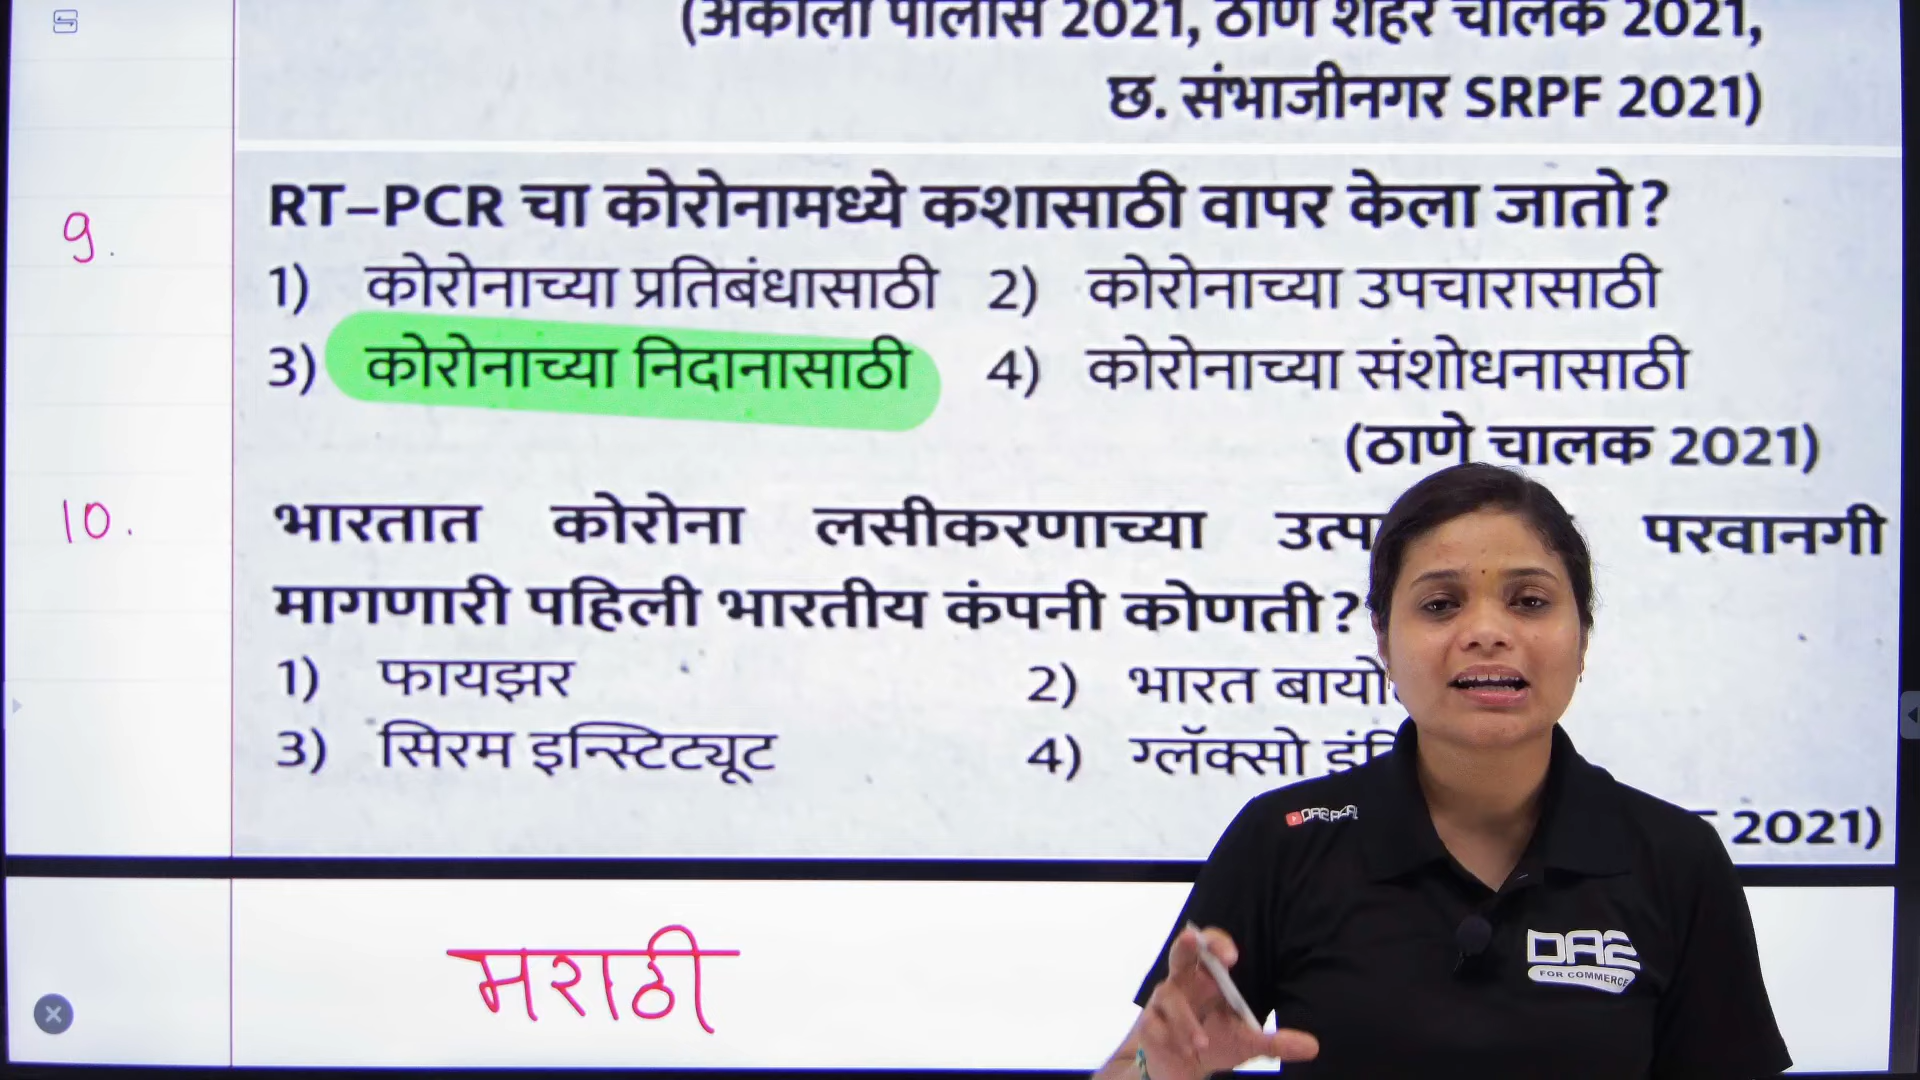 (अकोला पोलीस 2021, ठाणे शहर चालक 2021,
छ. संभाजीनगर SRPF 2021)
9.
RT–PCR चा कोरोनामध्ये कशासाठी वापर केला जातो?
1) कोरोनाच्या प्रतिबंधासाठी 2) कोरोनाच्या उपचारासाठी
3) कोरोनाच्या निदानासाठी 4) कोरोनाच्या संशोधनासाठी
(ठाणे चालक 2021)
10.
भारतात कोरोना लसीकरणाच्या परवानगी
मागणारी पहिली भारतीय कंपनी कोणती?
1) फायझर 2) भारत
3) सिरम इन्स्टिट्यूट 4) ग्लॅक्सो
2021)
मराठी
FOR COMMERCE